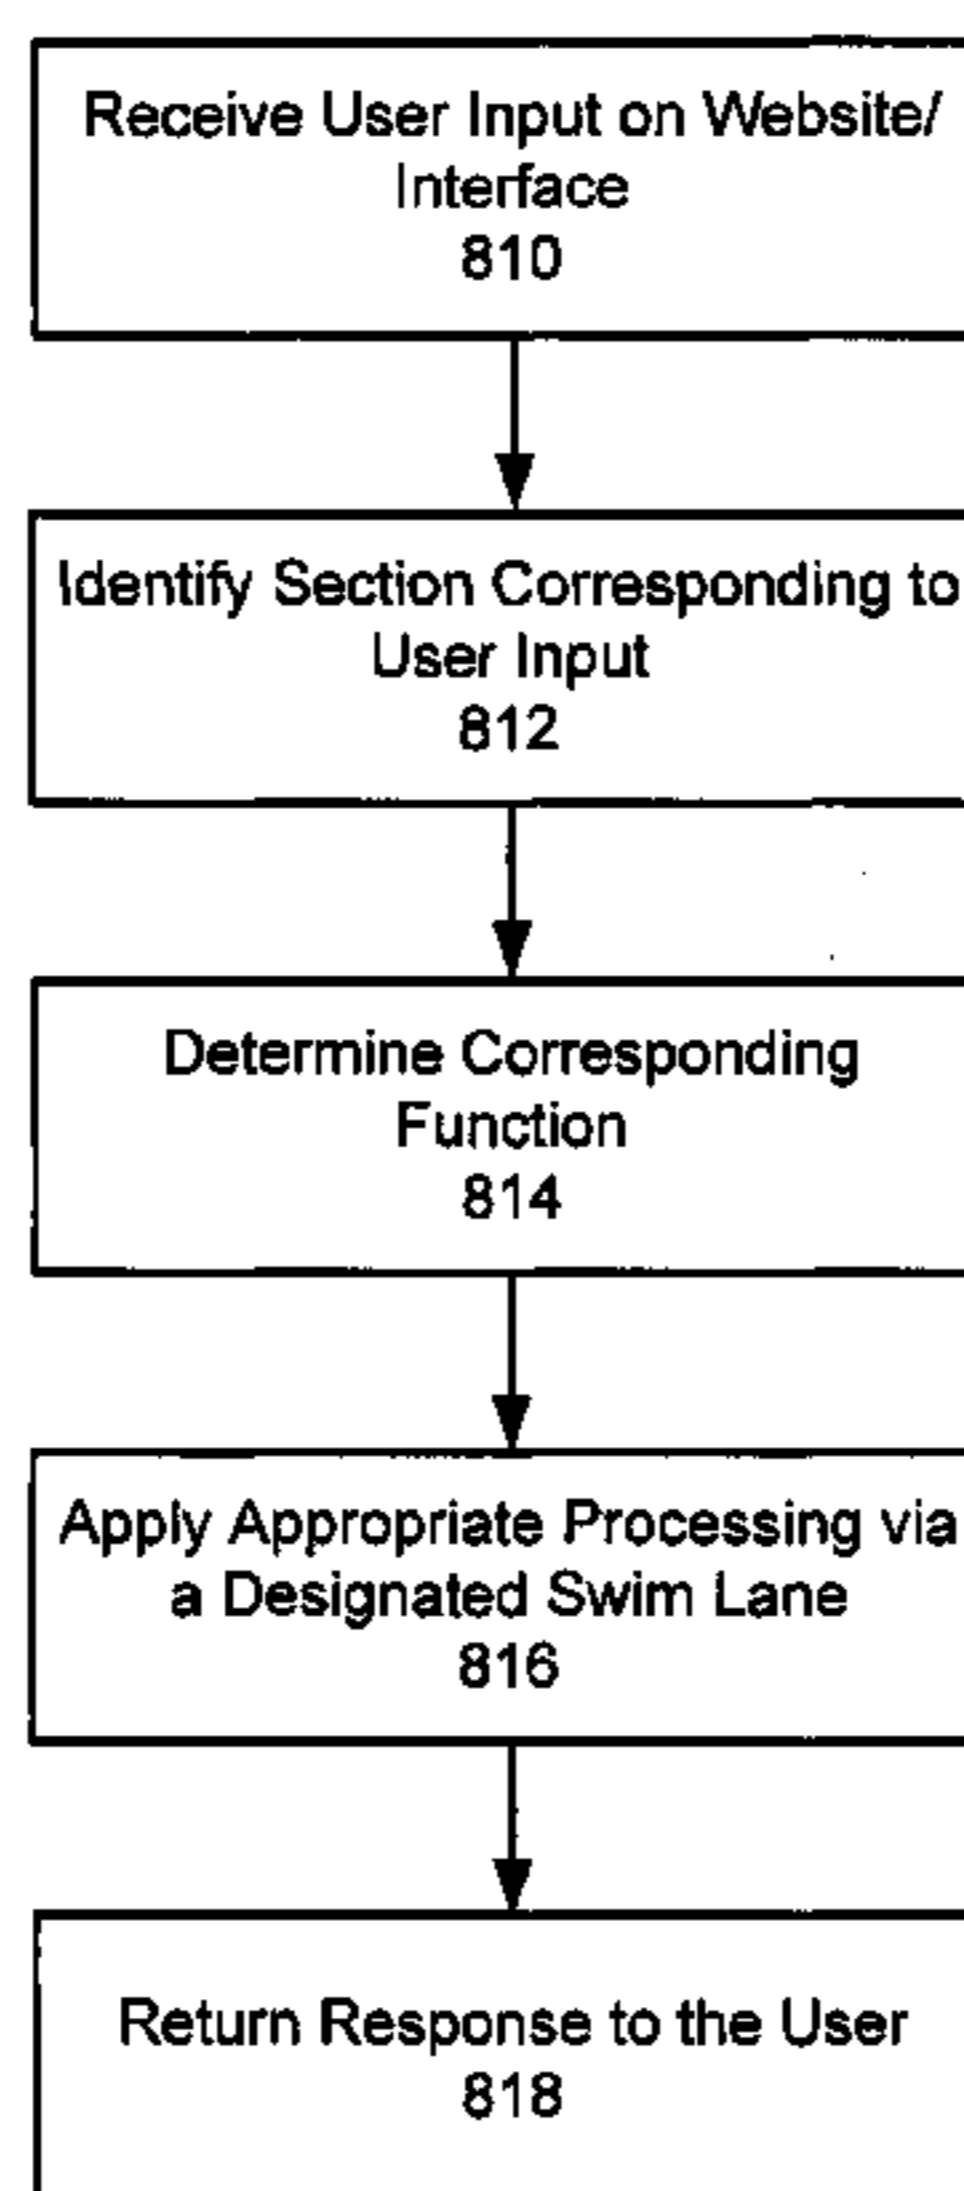 Receive User Input on Website/
Interface
810
Identify Section Corresponding to
User Input
812
Determine Corresponding
Function
814
Apply Appropriate Processing via
a Designated Swim Lane
816
Return Response to the User
818